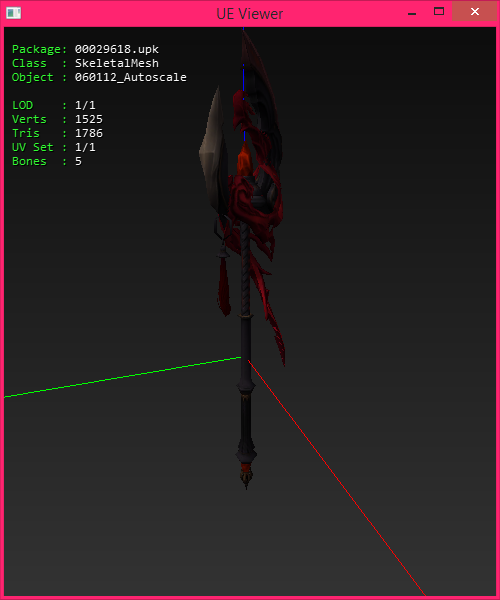 UE Viewer
Package: 00029618.upk
Class  : SkeletalMesh
Object : 060112_Autoscale
LOD    : 1/1
Verts  : 1525
Tris   : 1786
UV Set : 1/1
Bones  : 5